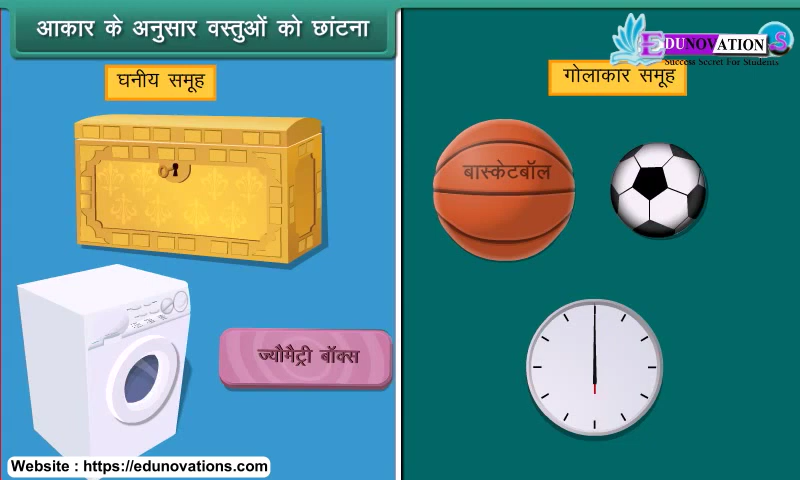 आकार के अनुसार वस्तुओं को छांटना
EDUNOVATIONS
Success Secret For Students
घनीय समूह
गोलाकार समूह
बास्केटबॉल
ज्यौमैट्री बॉक्स
Website : https://edunovations.com